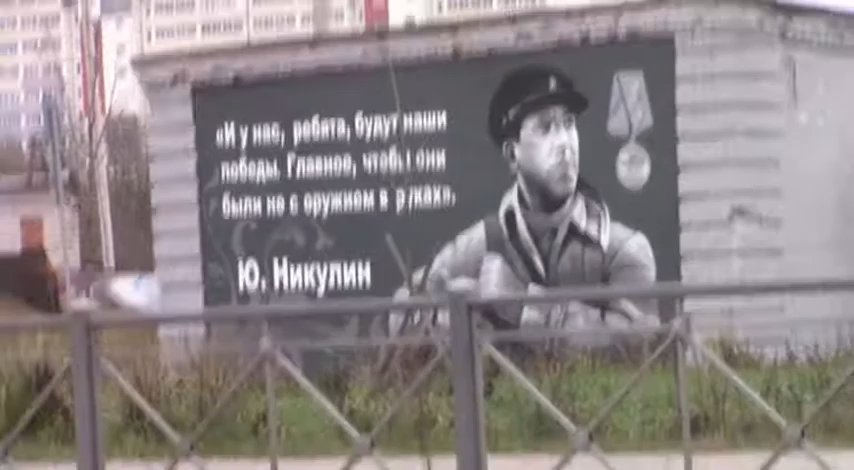 «И у нас, ребята, будут наши
победы. Главное, чтобы они
были не с оружием в руках».
Ю. Никулин